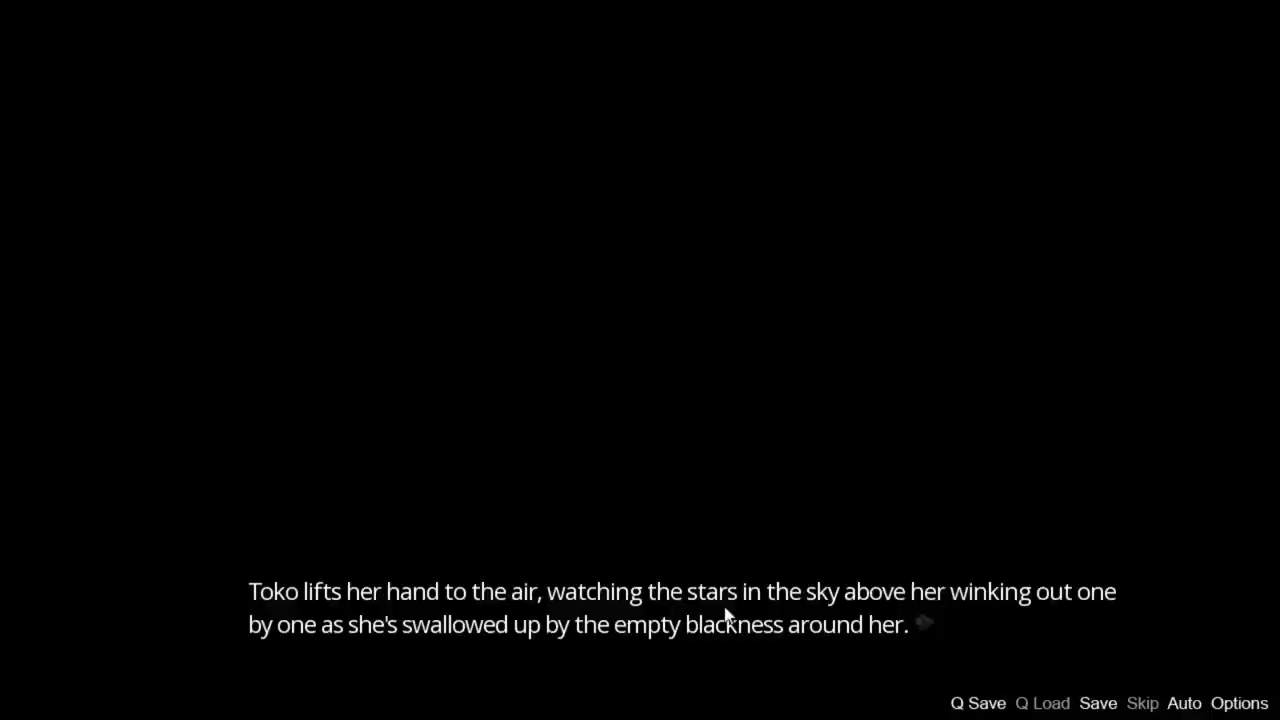 Toko lifts her hand to the air, watching the stars in the sky above her winking out one
by one as she's swallowed up by the empty blackness around her.
Q Save Q Load Save Skip Auto Options